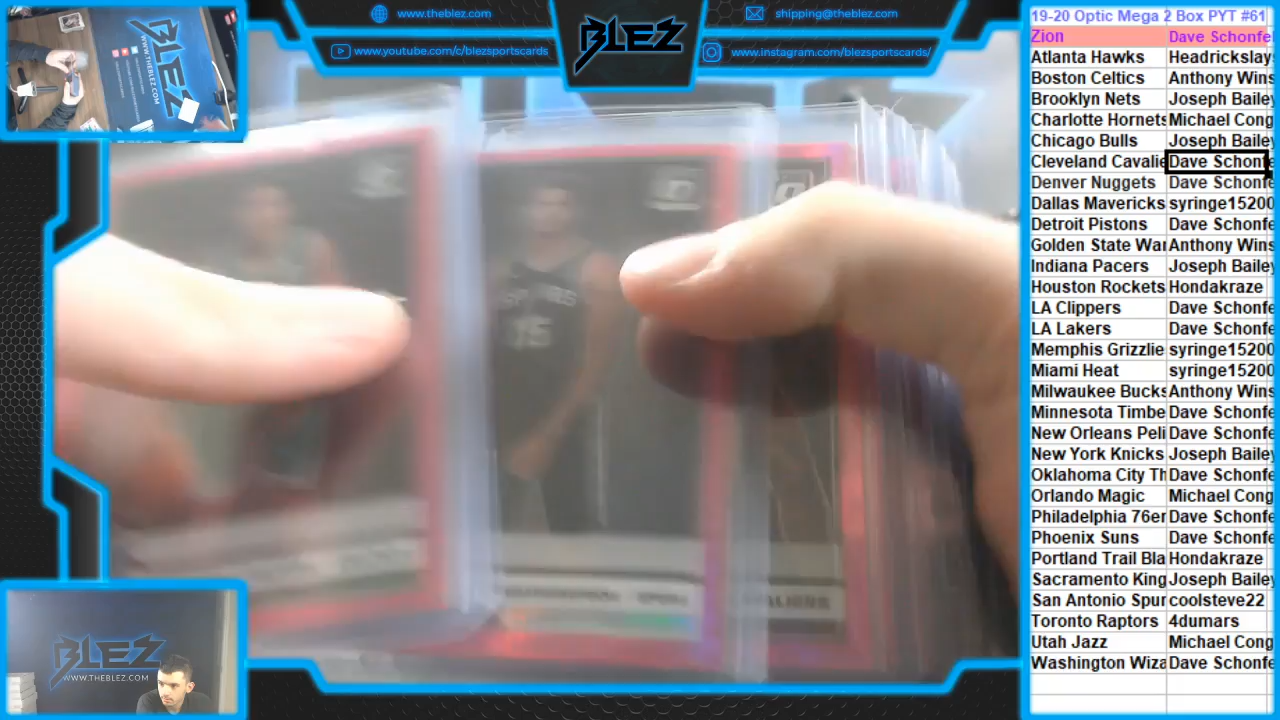 www.theblez.com
shipping@theblez.com
www.youtube.com/c/blezsportscards
www.instagram.com/blezsportscards/
BLEZ
BLEZ
WWW.THEBLEZ.COM
BLEZ
WWW.THEBLEZ.COM
15
19-20 Optic Mega 2 Box PYT #61
Zion Dave Schonfe
Atlanta Hawks Headrickslay
Boston Celtics Anthony Wins
Brooklyn Nets Joseph Bailey
Charlotte Hornets Michael Cong
Chicago Bulls Joseph Bailey
Cleveland Cavalie Dave Schonfe
Denver Nuggets Dave Schonfe
Dallas Mavericks syringe15200
Detroit Pistons Dave Schonfe
Golden State War Anthony Wins
Indiana Pacers Joseph Bailey
Houston Rockets Hondakraze
LA Clippers Dave Schonfe
LA Lakers Dave Schonfe
Memphis Grizzlie syringe15200
Miami Heat syringe15200
Milwaukee Bucks Anthony Wins
Minnesota Timbe Dave Schonfe
New Orleans Peli Dave Schonfe
New York Knicks Joseph Bailey
Oklahoma City Th Dave Schonfe
Orlando Magic Michael Cong
Philadelphia 76er Dave Schonfe
Phoenix Suns Dave Schonfe
Portland Trail Bla Hondakraze
Sacramento King Joseph Bailey
San Antonio Spur coolsteve22
Toronto Raptors 4dumars
Utah Jazz Michael Cong
Washington Wiza Dave Schonfe